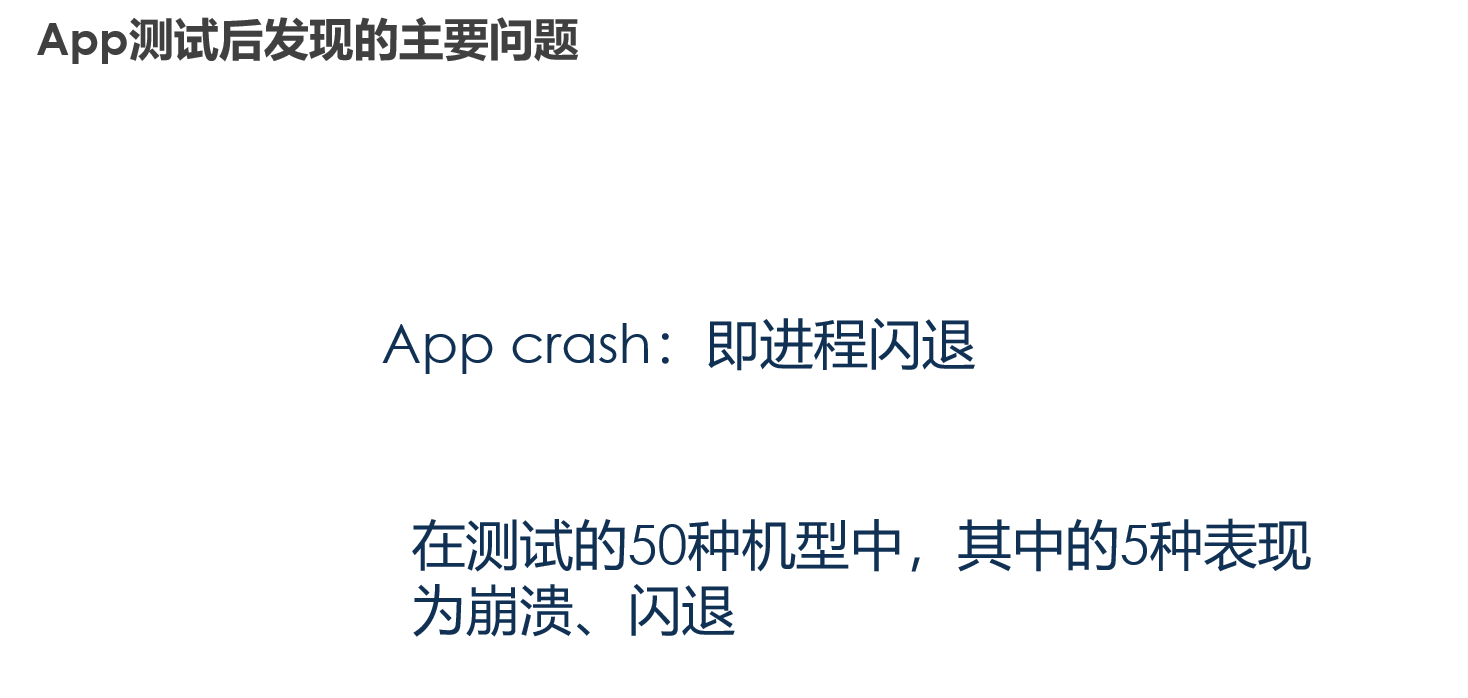 App测试后发现的主要问题
App crash：即进程闪退
在测试的50种机型中，其中的5种表现
为崩溃、闪退